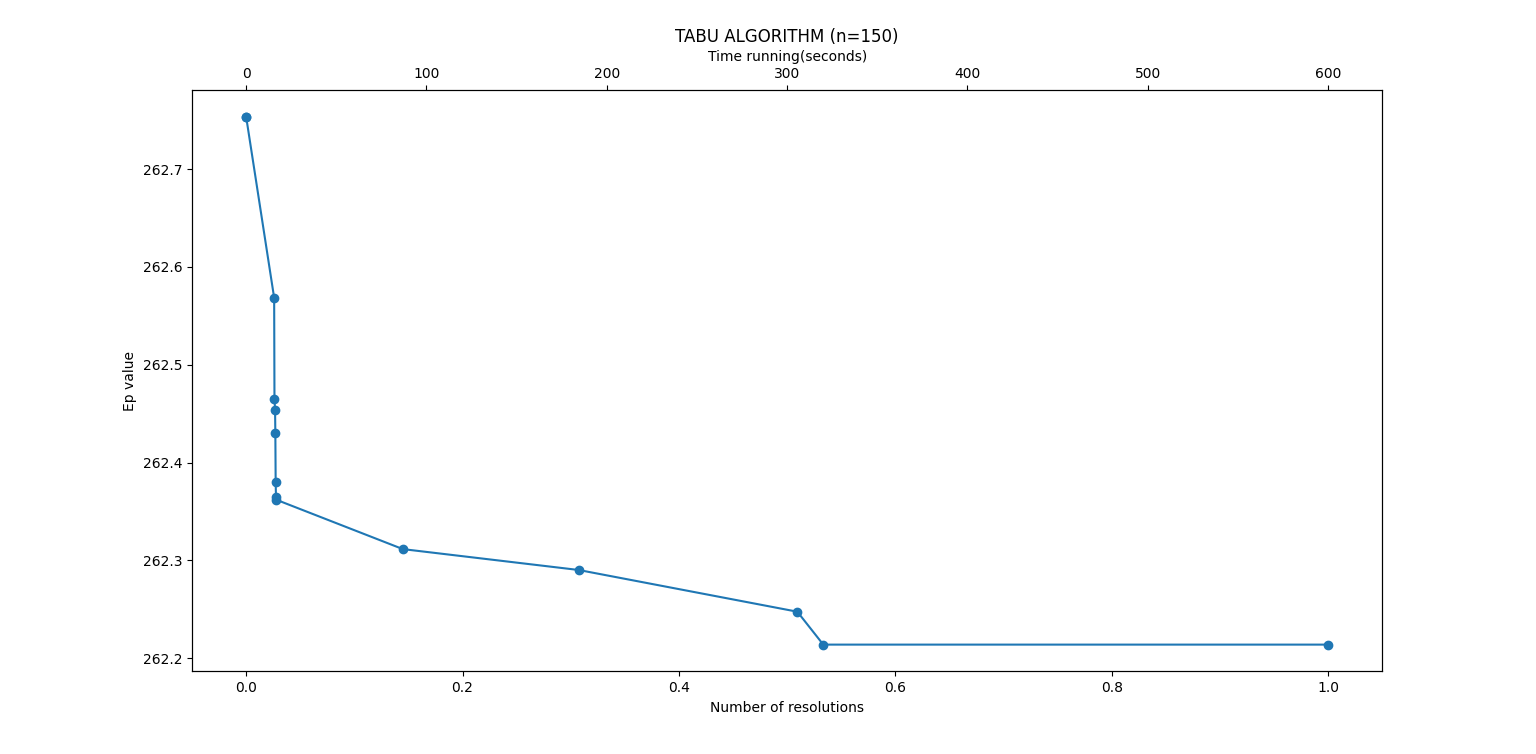 TABU ALGORITHM (n=150)
Time running(seconds)
0 100 200 300 400 500 600
262.7
262.6
262.5
262.4
262.3
262.2
Ep value
0.0 0.2 0.4 0.6 0.8 1.0
Number of resolutions